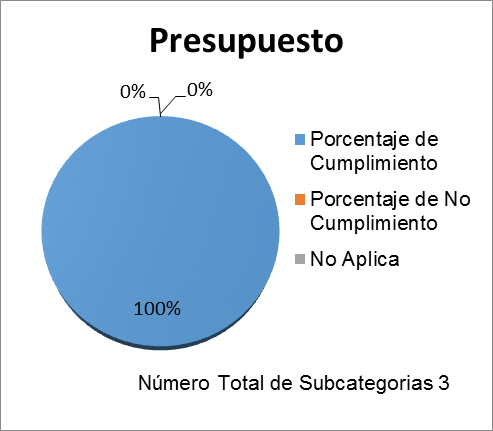 Presupuesto
0%
0%
100%
Porcentaje de
Cumplimiento
Porcentaje de No
Cumplimiento
No Aplica
Número Total de Subcategorias 3